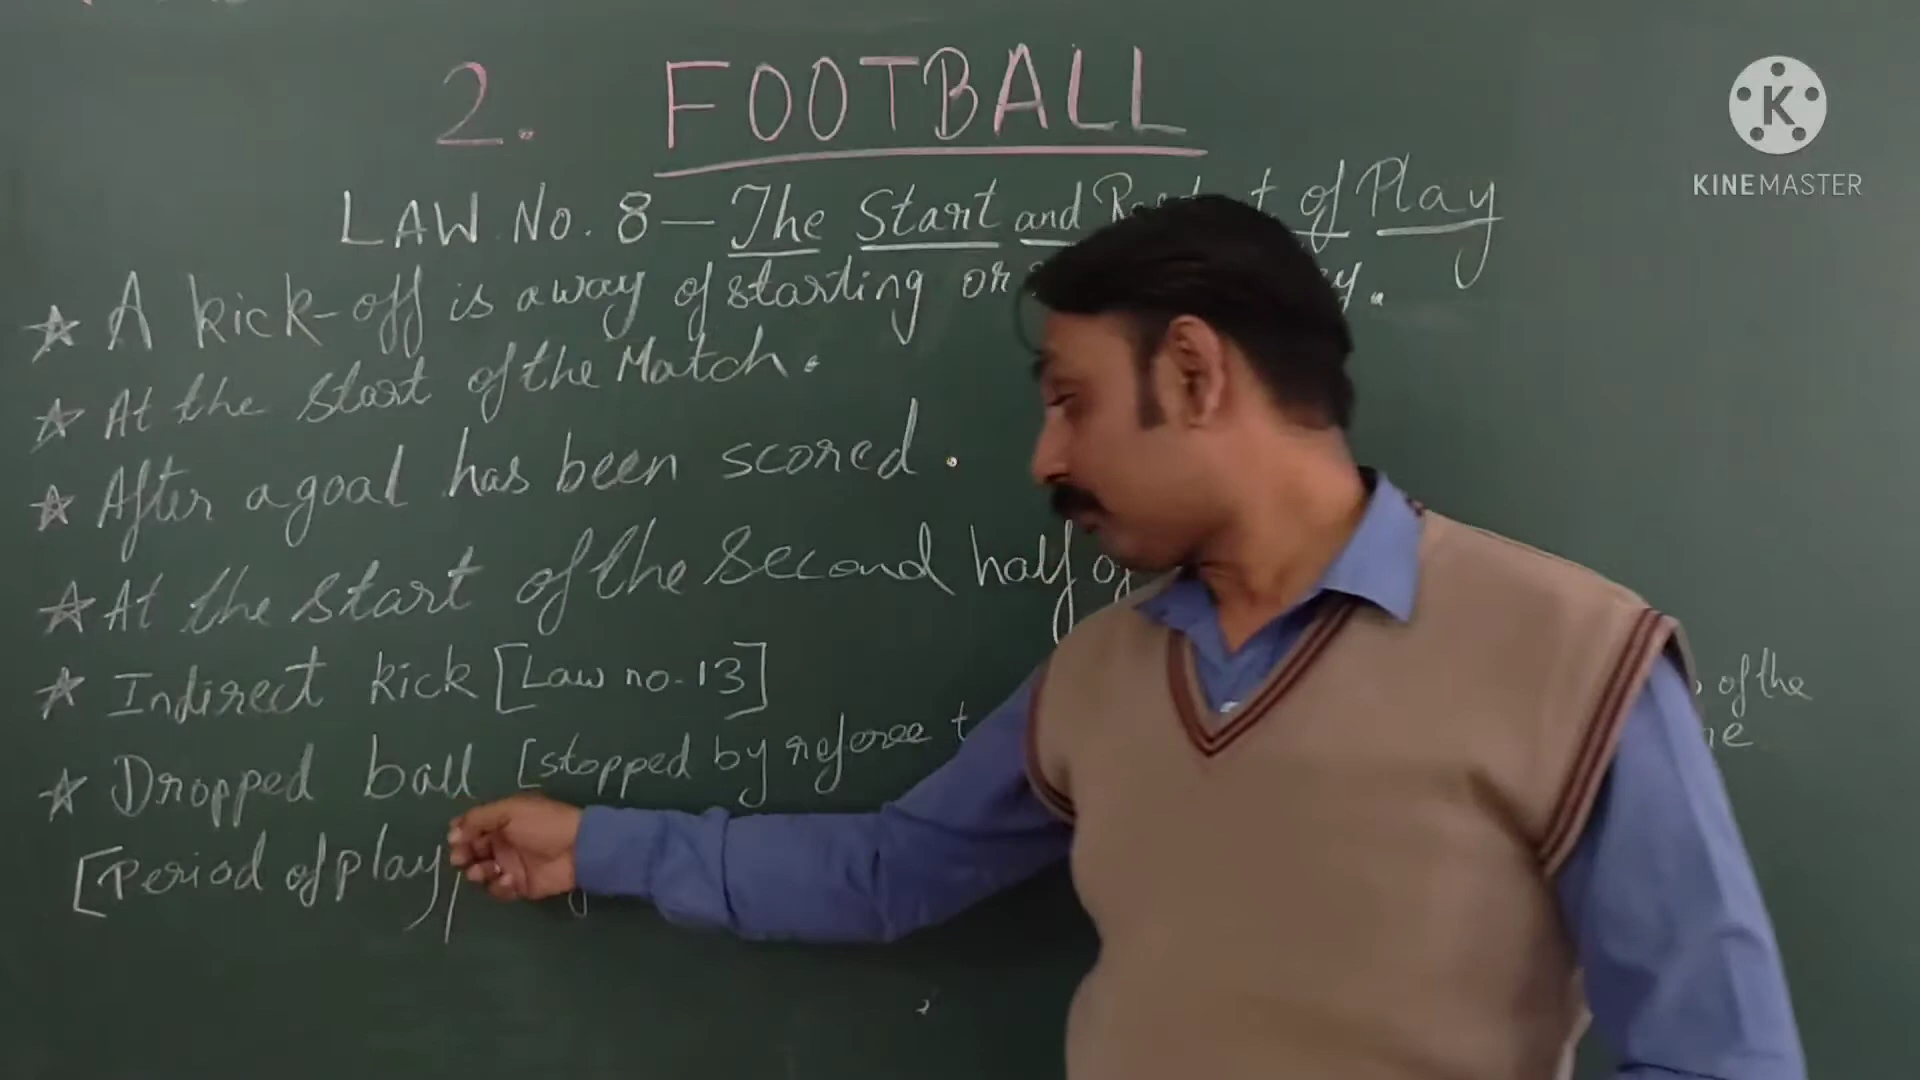 2. FOOTBALL
K
KINEMASTER
LAW No. 8 — The Start and of Play
★ A kick-off is a way of starting or
★ At the start of the Match.
★ After a goal has been scored.
★ At the start of the Second half
★ Indirect kick [Law no. 13]
★ Dropped ball [stopped by referee of the
[Period of play